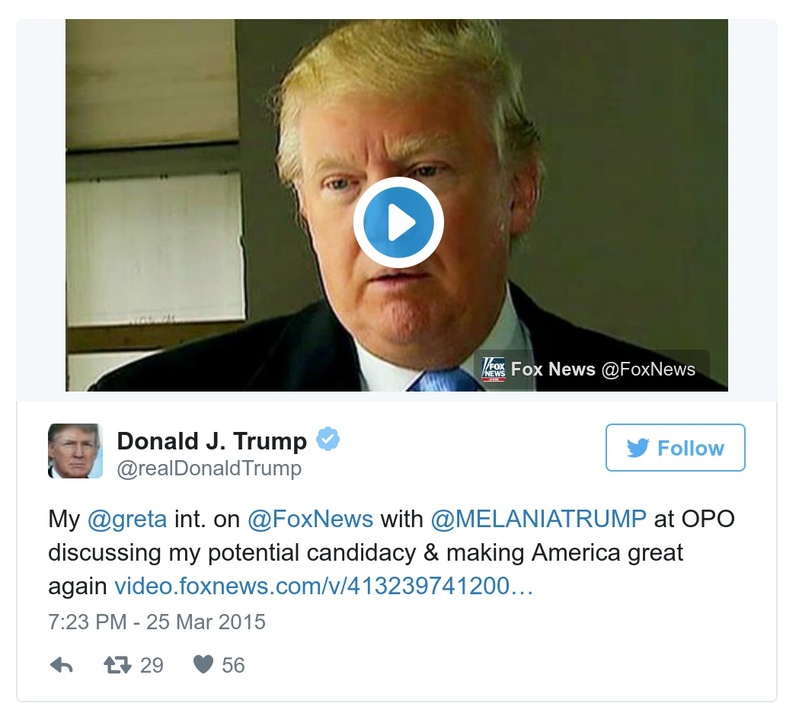 FOX
NEWS
Fox News @FoxNews
Donald J. Trump
@realDonaldTrump
Follow
My @greta int. on @FoxNews with @MELANIATRUMP at OPO
discussing my potential candidacy & making America great
again video.foxnews.com/v/413239741200…
7:23 PM - 25 Mar 2015
29 56